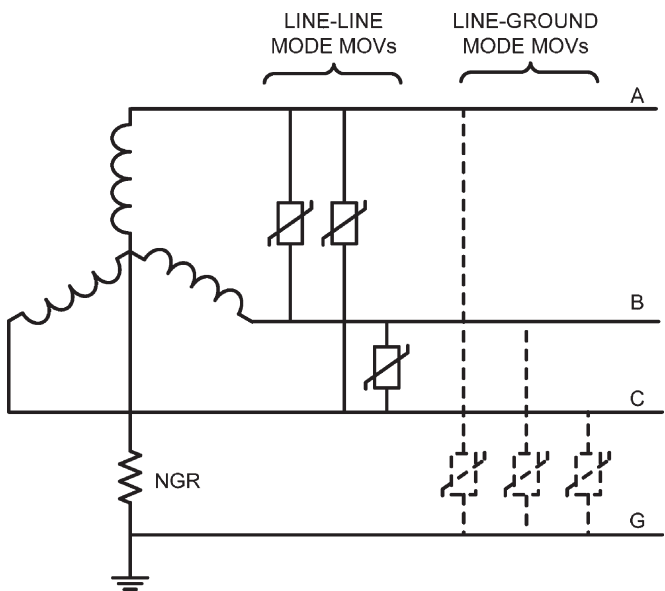 LINE-LINE
MODE MOVs
LINE-GROUND
MODE MOVs
A
B
C
NGR
G